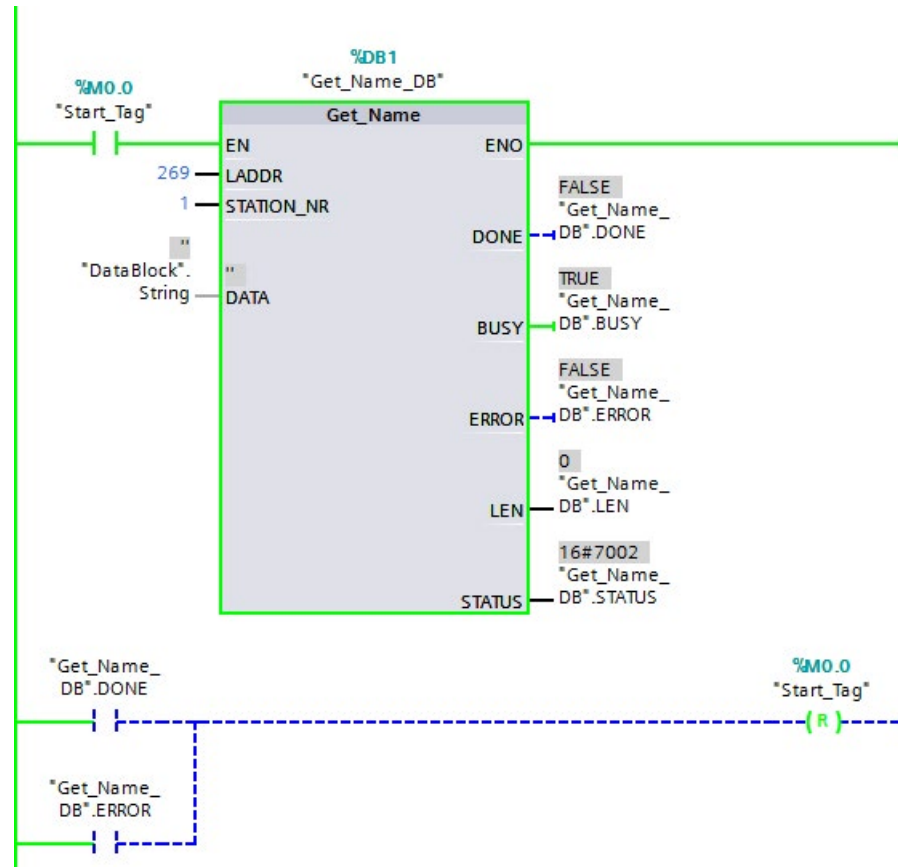 %DB1
"Get_Name_DB"
%M0.0
"Start_Tag"
Get_Name
EN
ENO
269
LADDR
1
STATION_NR
''
"DataBlock".
String
''
DATA
FALSE
"Get_Name_
DB".DONE
DONE
TRUE
"Get_Name_
DB".BUSY
BUSY
FALSE
"Get_Name_
DB".ERROR
ERROR
0
"Get_Name_
DB".LEN
LEN
16#7002
"Get_Name_
DB".STATUS
STATUS
"Get_Name_
DB".DONE
%M0.0
"Start_Tag"
R
"Get_Name_
DB".ERROR